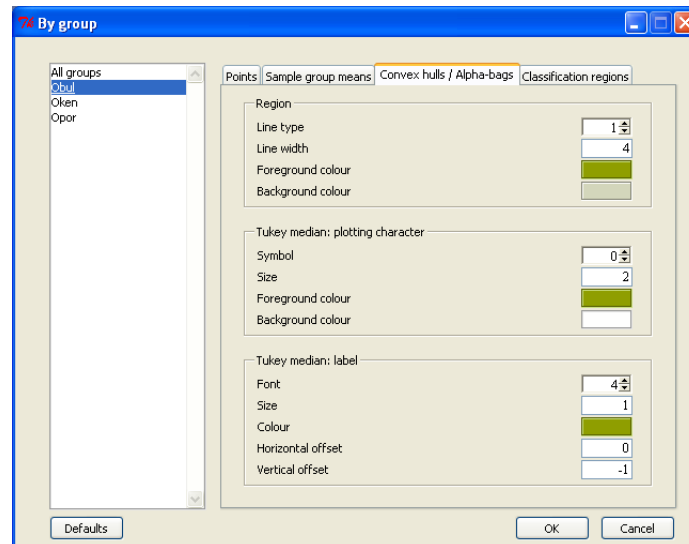 By group
All groups
Obul
Oken
Opor
Points Sample group means Convex hulls / Alpha-bags Classification regions
Region
Line type 1
Line width 4
Foreground colour
Background colour
Tukey median: plotting character
Symbol 0
Size 2
Foreground colour
Background colour
Tukey median: label
Font 4
Size 1
Colour
Horizontal offset 0
Vertical offset -1
Defaults OK Cancel